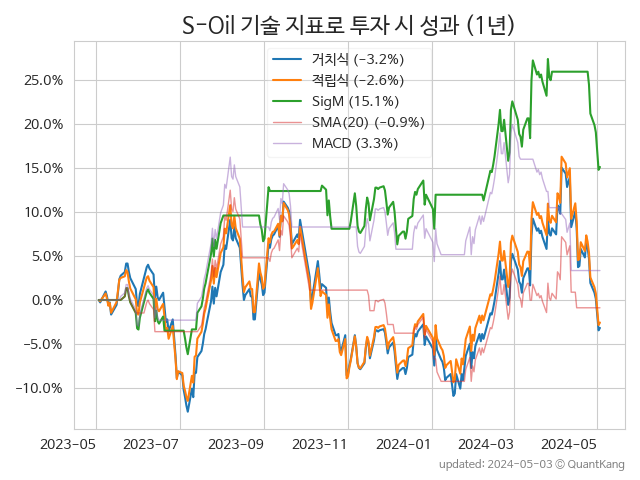 S-Oil 기술 지표로 투자 시 성과 (1년)
거치식 (−3.2%)
적립식 (−2.6%)
SigM (15.1%)
SMA(20) (−0.9%)
MACD (3.3%)
25.0%
20.0%
15.0%
10.0%
5.0%
0.0%
−5.0%
−10.0%
2023-05 2023-07 2023-09 2023-11 2024-01 2024-03 2024-05
updated: 2024-05-03 ⓒ QuantKang